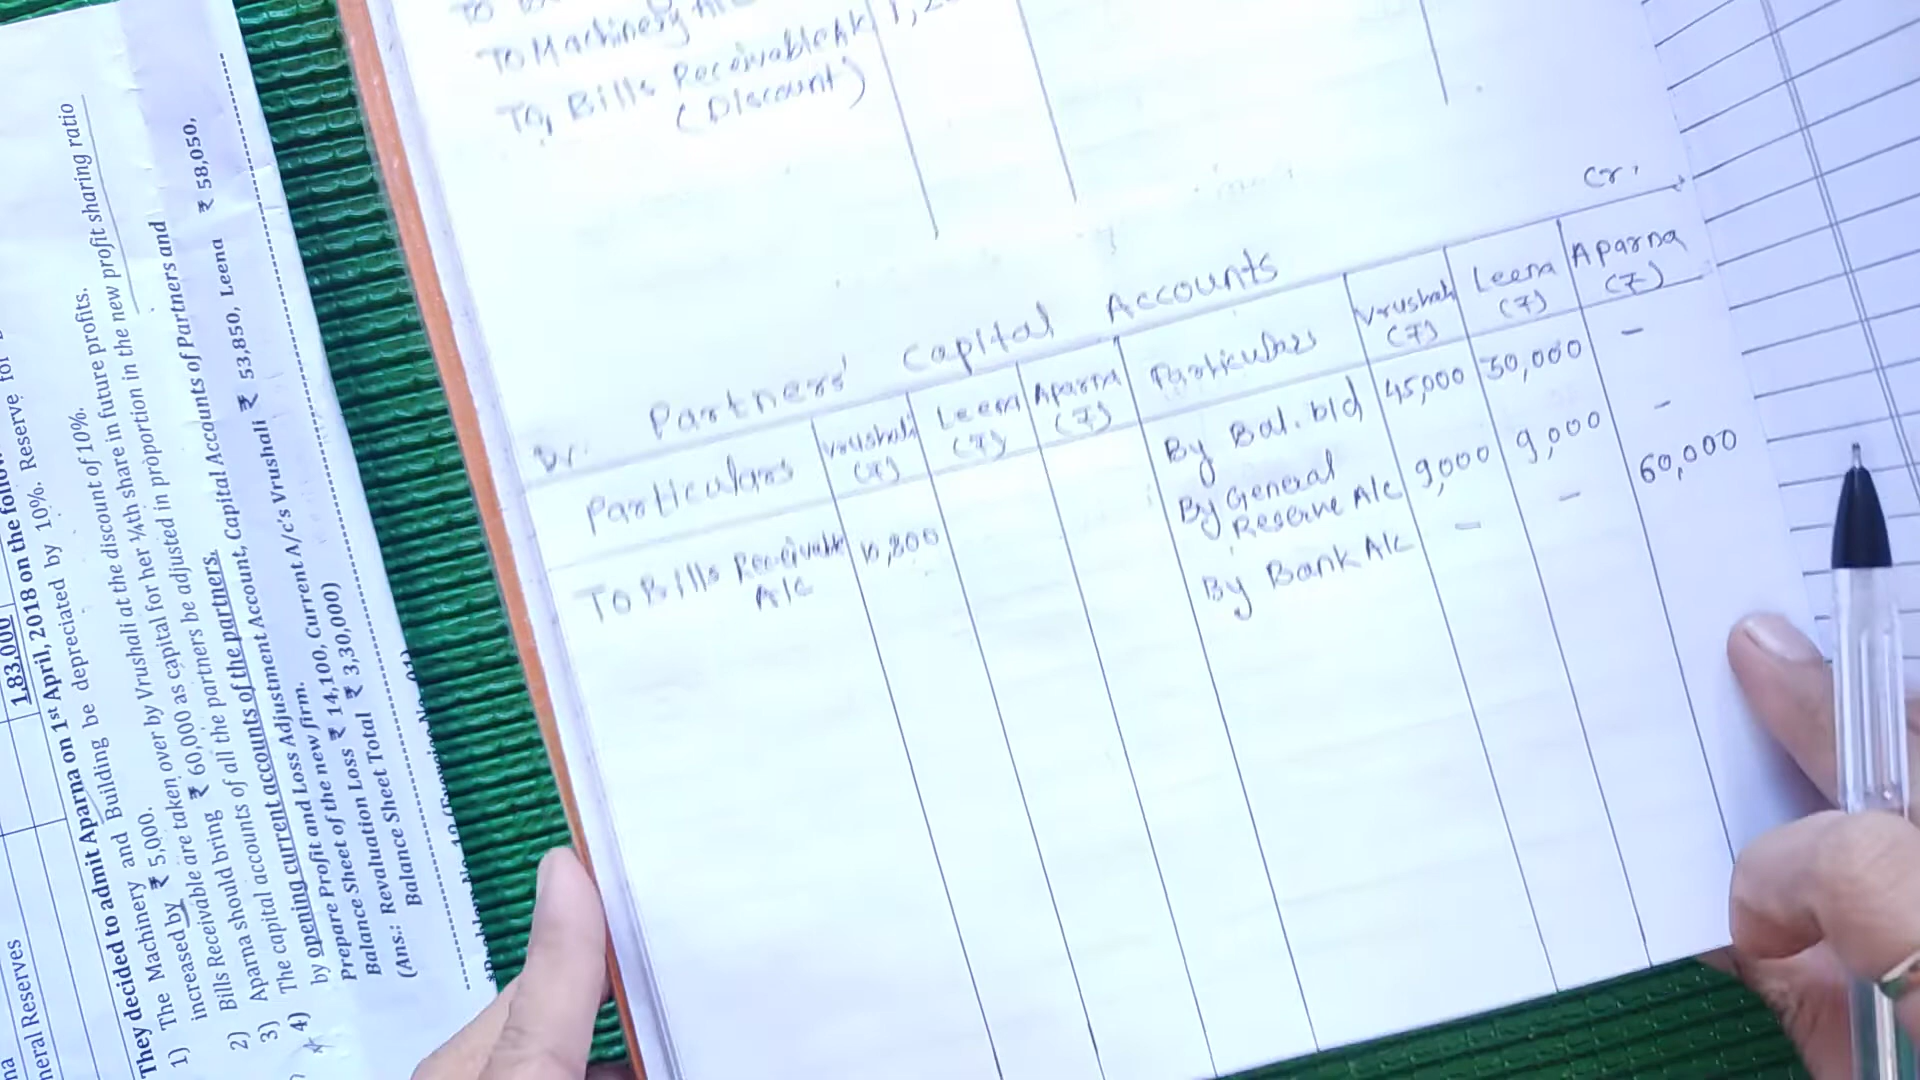 1,83,000
on the
They decided to admit Aparna on 1st April, 2018 on the
1) The Machinery and Building be depreciated by 10%. Reserve for
increased by ₹ 5,000.
2) Bills Receivable are taken over by Vrushali at the discount of 10%.
3) Aparna should bring ₹ 60,000 as capital for her ¼th share in future profits.
4) The capital accounts of all the partners be adjusted in proportion in the new profit sharing ratio
by opening current accounts of the partners.
Prepare Profit and Loss Adjustment Account, Capital Accounts of Partners and
Balance Sheet of the new firm.
(Ans.: Revaluation Loss ₹ 14,100, Current A/c's Vrushali ₹ 53,850, Leena ₹ 58,050,
Balance Sheet Total ₹ 3,30,000)
neral Reserves
To Machinery
To, Bills Receivable A/c
(Discount)
Partners' Capital Accounts
Dr.
Cr.
Particulars Vrushali (₹) Leena (₹) Aparna (₹) Particulars Vrushali (₹) Leena (₹) Aparna (₹)
By Bal. b/d 45,000 50,000 -
To Bills Receivable A/c 10,800
By General Reserve A/c 9,000 9,000 -
By Bank A/c - - 60,000